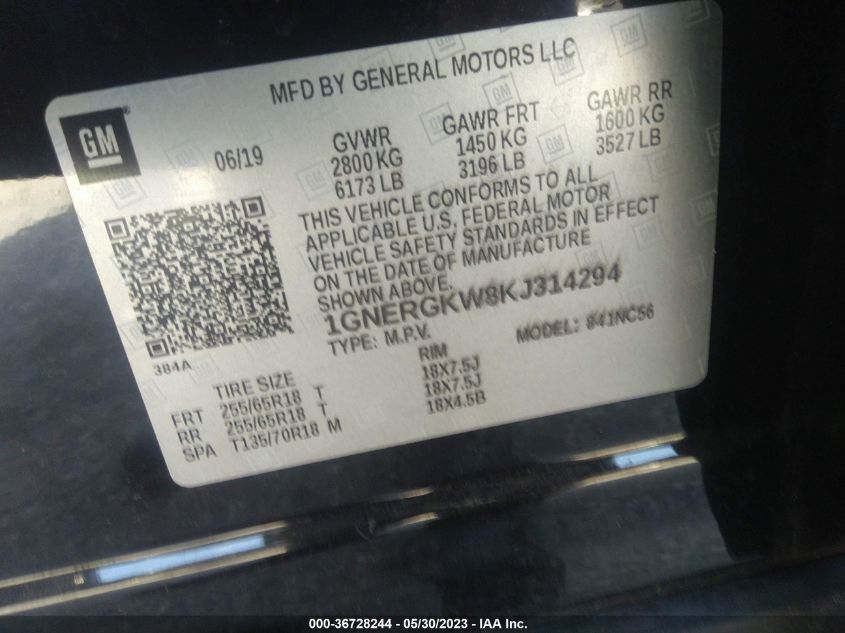 MFD BY GENERAL MOTORS LLC
GM
06/19
GVWR
2800 KG
6173 LB
GAWR FRT
1450 KG
3196 LB
GAWR RR
1600 KG
3527 LB
THIS VEHICLE CONFORMS TO ALL
APPLICABLE U.S. FEDERAL MOTOR
VEHICLE SAFETY STANDARDS IN EFFECT
ON THE DATE OF MANUFACTURE
SHOWN ABOVE.
1GNERGKW8KJ314294
TYPE: M.P.V. MODEL: 841NC56
384A
TIRE SIZE RIM
FRT 255/65R18 T 18X7.5J
RR 255/65R18 T 18X7.5J
SPA T135/70R18 M 18X4.5B
000-36728244 / 05/30/2023 - IAA Inc.